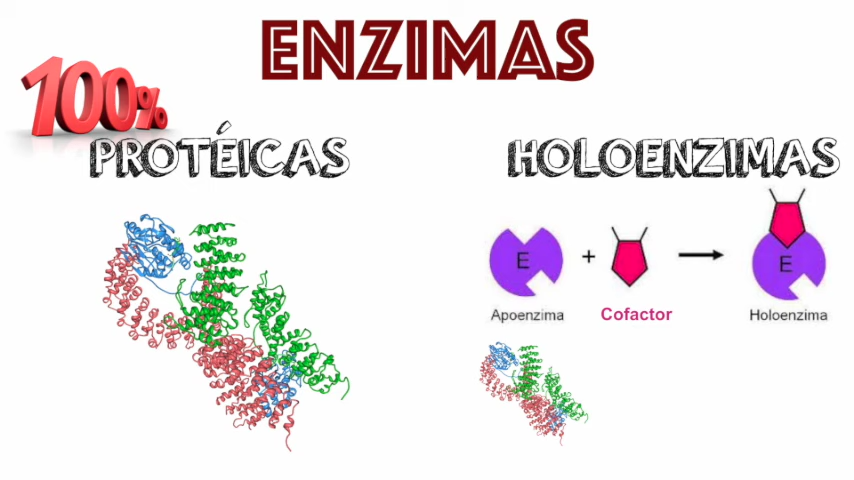 ENZIMAS
100%
PROTÉICAS
HOLOENZIMAS
E
+
E
Apoenzima
Cofactor
Holoenzima